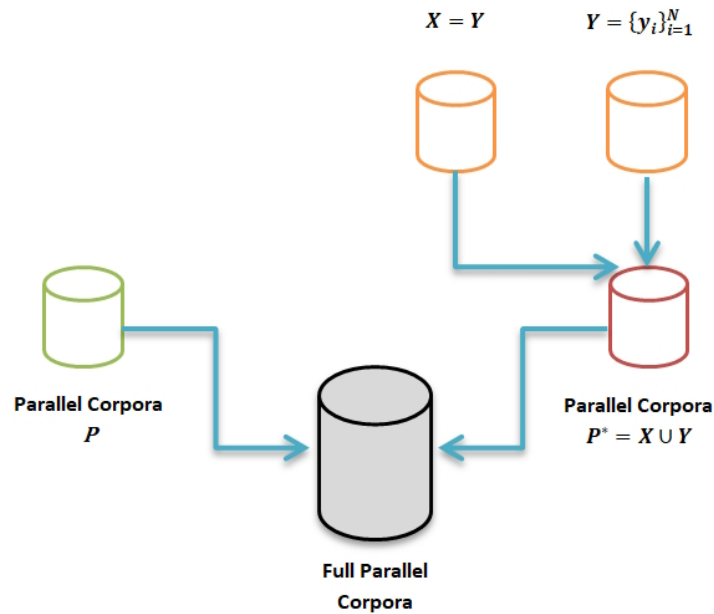 X = Y
Y = {y_i}_{i=1}^N
Parallel Corpora
P
Parallel Corpora
P* = X ∪ Y
Full Parallel
Corpora